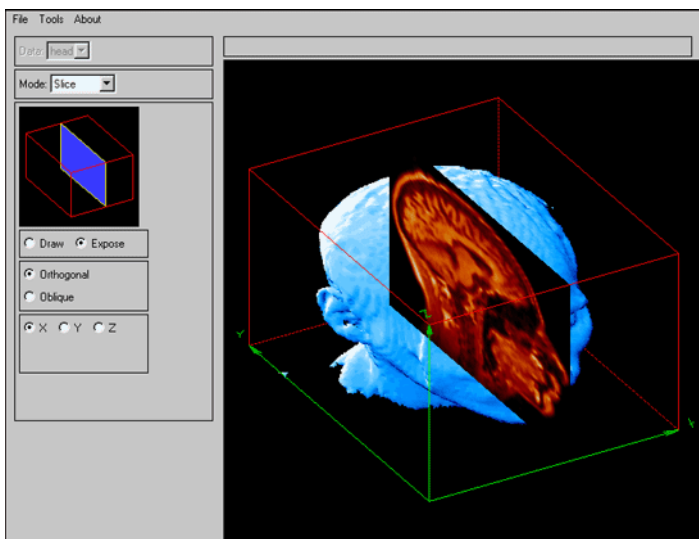 File Tools About
Data: head
Mode: Slice
Draw Expose
Orthogonal
Oblique
X Y Z
Z
Y
X